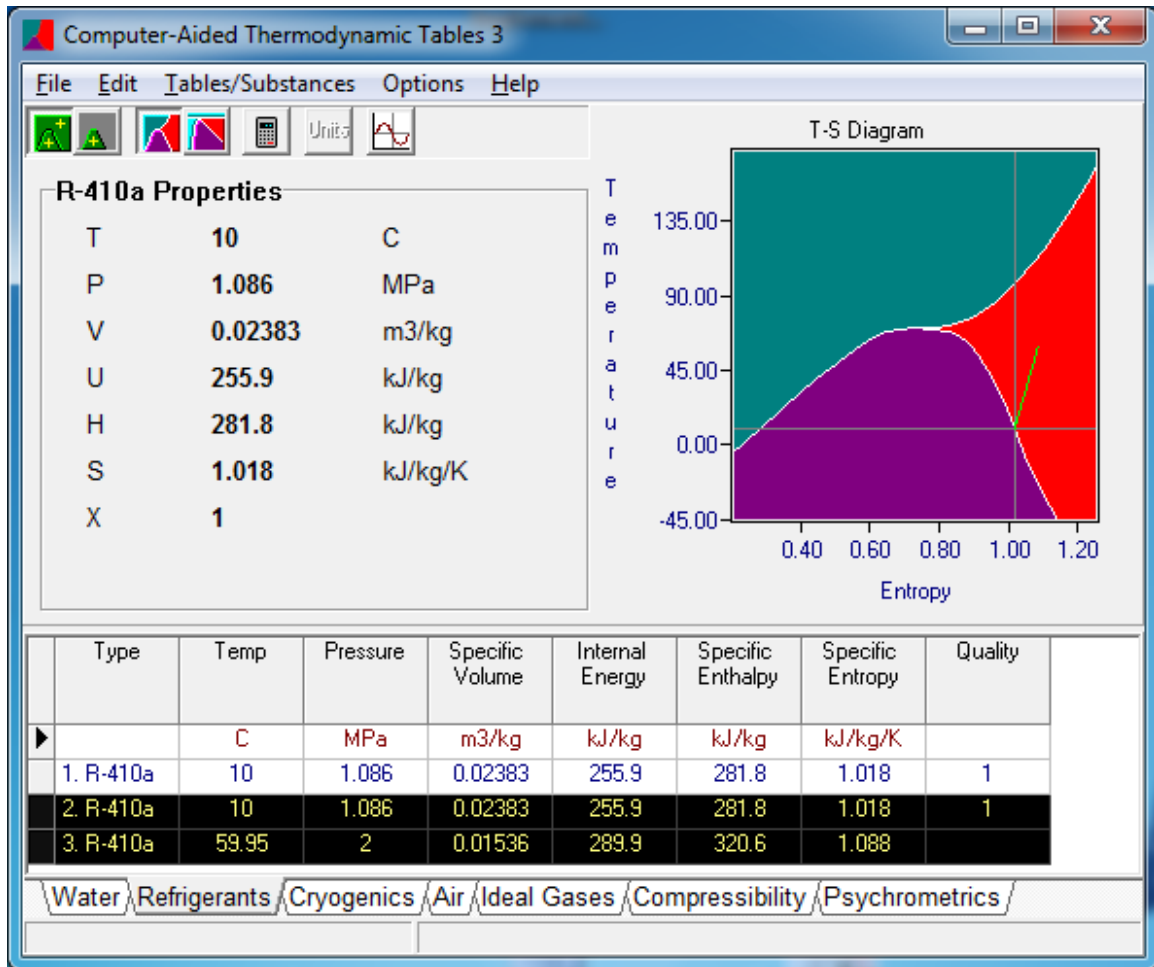 Computer-Aided Thermodynamic Tables 3
File Edit Tables/Substances Options Help
Units
T-S Diagram
R-410a Properties
T 10 C
P 1.086 MPa
V 0.02383 m3/kg
U 255.9 kJ/kg
H 281.8 kJ/kg
S 1.018 kJ/kg/K
X 1
Temperature
135.00
90.00
45.00
0.00
-45.00
0.40 0.60 0.80 1.00 1.20
Entropy
Type Temp Pressure Specific Volume Internal Energy Specific Enthalpy Specific Entropy Quality
C MPa m3/kg kJ/kg kJ/kg kJ/kg/K
1. R-410a 10 1.086 0.02383 255.9 281.8 1.018 1
2. R-410a 10 1.086 0.02383 255.9 281.8 1.018 1
3. R-410a 59.95 2 0.01536 289.9 320.6 1.088
Water Refrigerants Cryogenics Air Ideal Gases Compressibility Psychrometrics